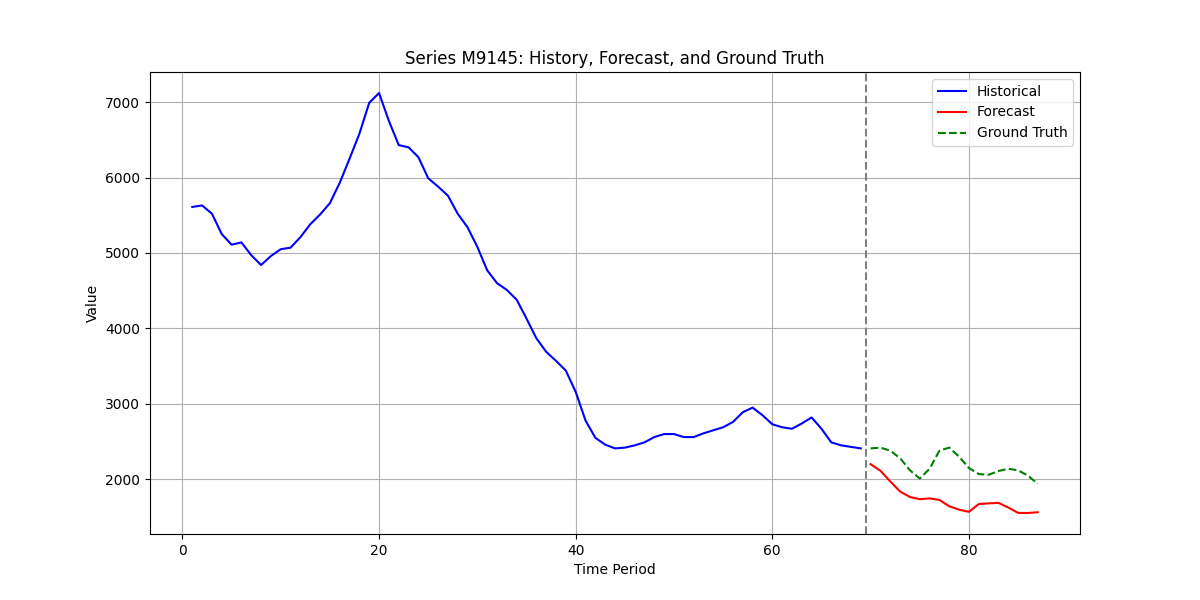 Series M9145: History, Forecast, and Ground Truth
Historical
Forecast
Ground Truth
Value
7000
6000
5000
4000
3000
2000
0 20 40 60 80
Time Period